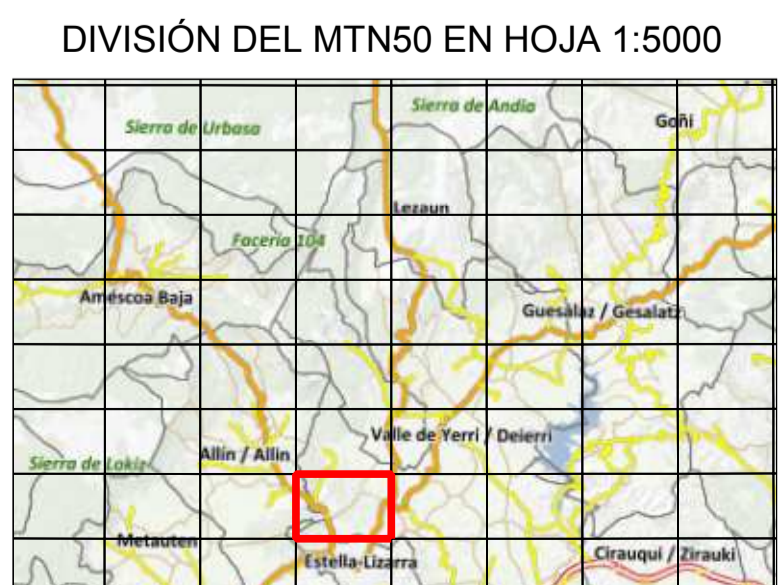 DIVISIÓN DEL MTN50 EN HOJA 1:5000
Sierra de Andia
Goñi
Sierra de Urbasa
Lezaun
Facería 104
Améscoa Baja
Guesálaz / Gesalatz
Valle de Yerri / Deierri
Allín / Allin
Sierra de Lokiz
Metauten
Estella-Lizarra
Cirauqui / Zirauki